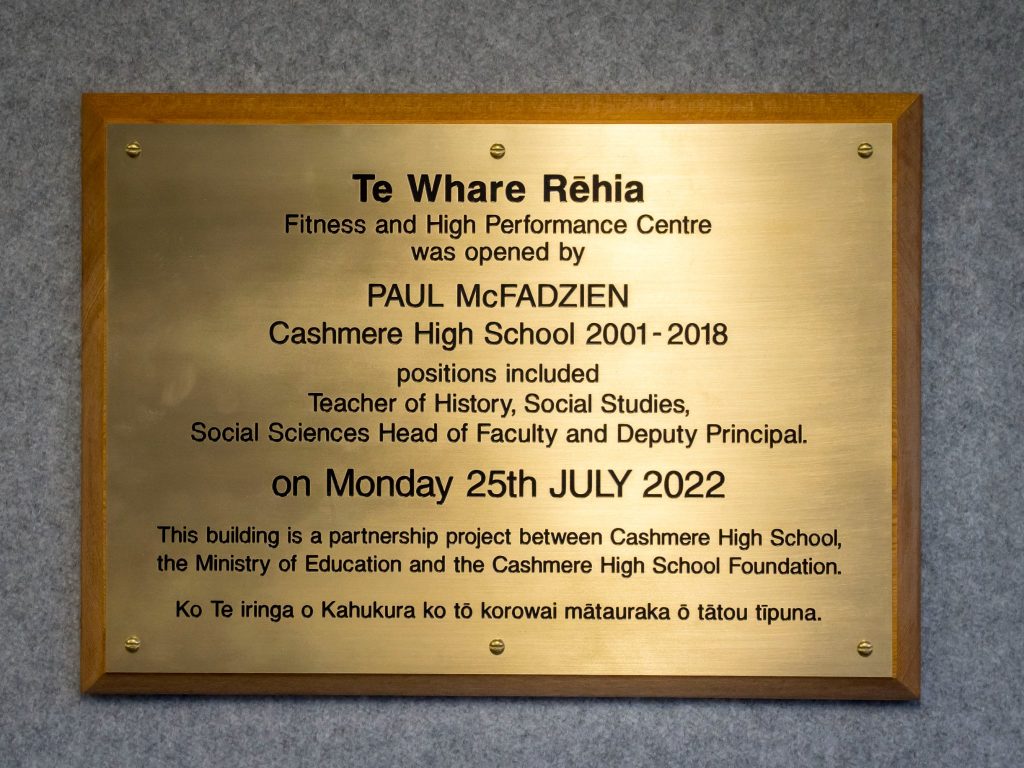 Te Whare Rēhia
Fitness and High Performance Centre
was opened by
PAUL McFADZIEN
Cashmere High School 2001-2018
positions included
Teacher of History, Social Studies,
Social Sciences Head of Faculty and Deputy Principal.
on Monday 25th JULY 2022
This building is a partnership project between Cashmere High School,
the Ministry of Education and the Cashmere High School Foundation.
Ko Te iringa o Kahukura ko tō korowai mātauraka ō tātou tīpuna.